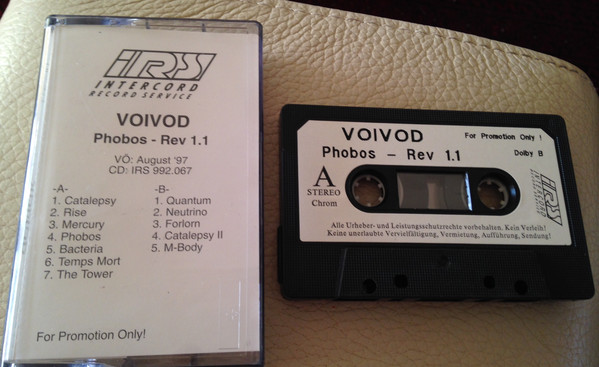 IRS
INTERCORD
RECORD SERVICE
VOIVOD
Phobos - Rev 1.1
VÖ: August '97
CD: IRS 992.067
-A-
1. Catalepsy
2. Rise
3. Mercury
4. Phobos
5. Bacteria
6. Temps Mort
7. The Tower
-B-
1. Quantum
2. Neutrino
3. Forlorn
4. Catalepsy II
5. M-Body
For Promotion Only!
VOIVOD
For Promotion Only !
Phobos - Rev 1.1
Dolby B
A
STEREO
Chrom
IRS
INTERCORD
Alle Urheber- und Leistungsschutzrechte vorbehalten. Kein Verleih!
Keine unerlaubte Vervielfältigung, Vermietung, Aufführung, Sendung!